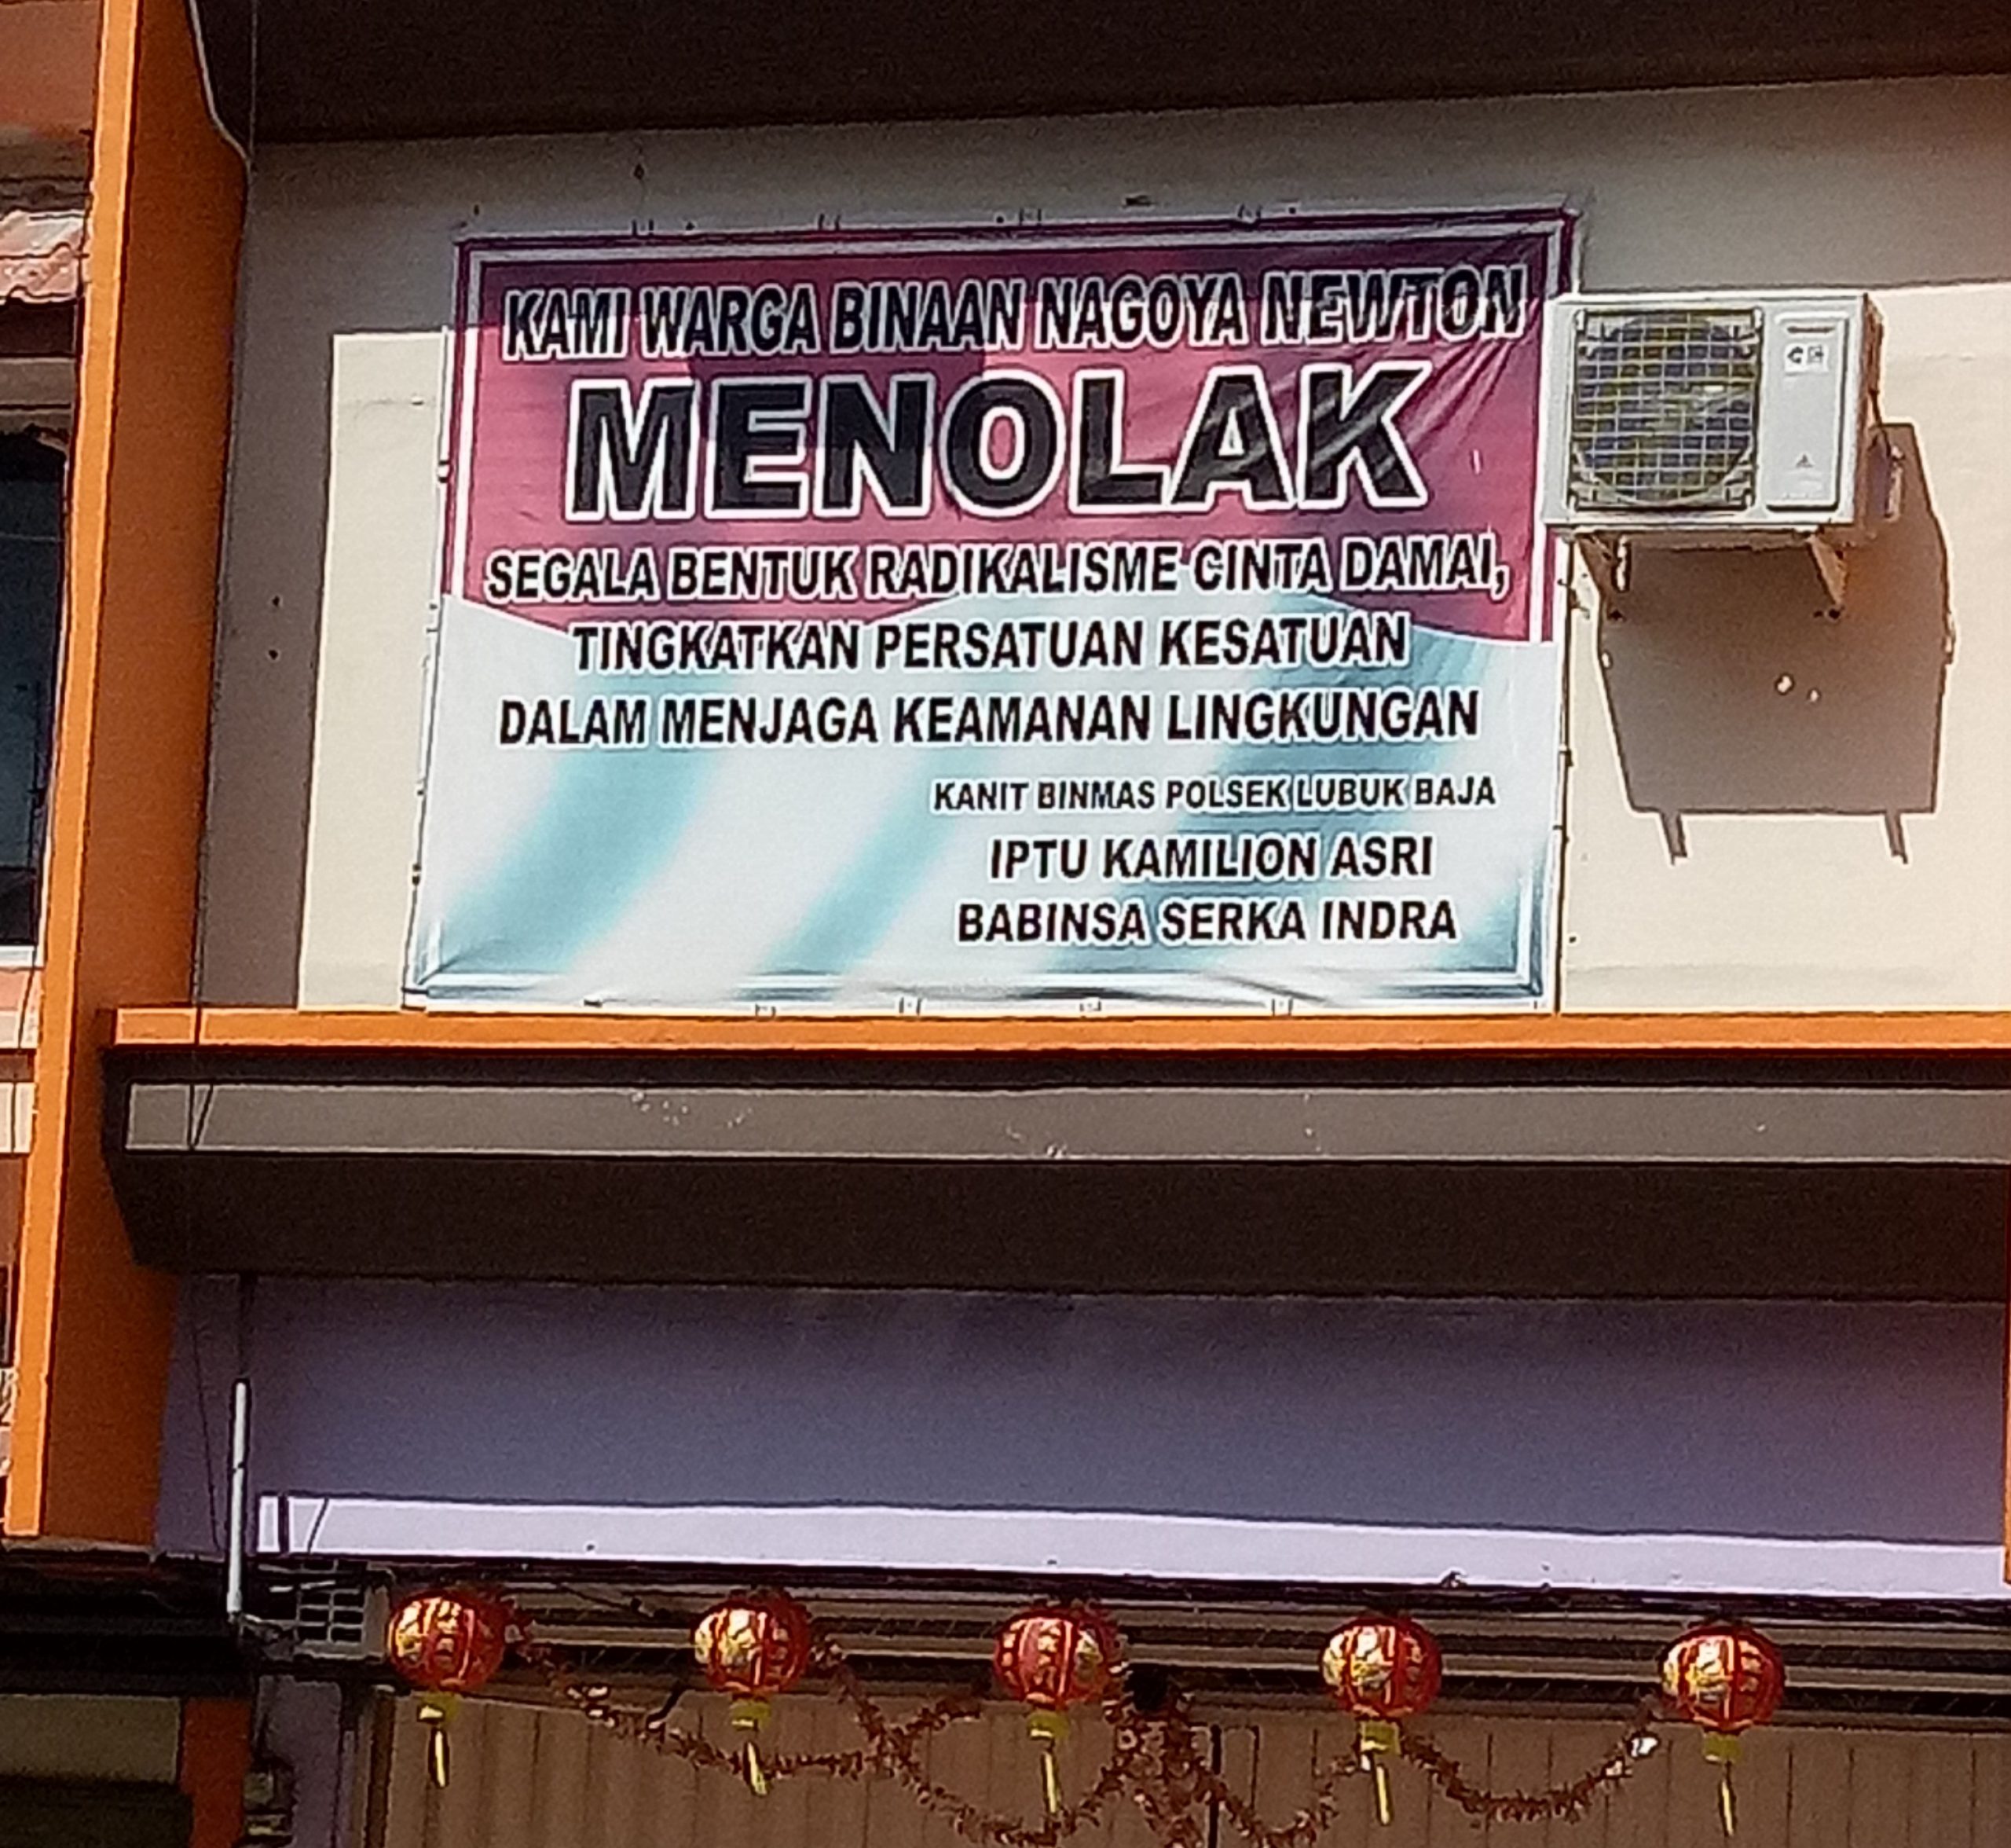 KAMI WARGA BINAAN NAGOYA NEWTON
MENOLAK
SEGALA BENTUK RADIKALISME CINTA DAMAI,
TINGKATKAN PERSATUAN KESATUAN
DALAM MENJAGA KEAMANAN LINGKUNGAN
KANIT BINMAS POLSEK LUBUK BAJA
IPTU KAMILION ASRI
BABINSA SERKA INDRA